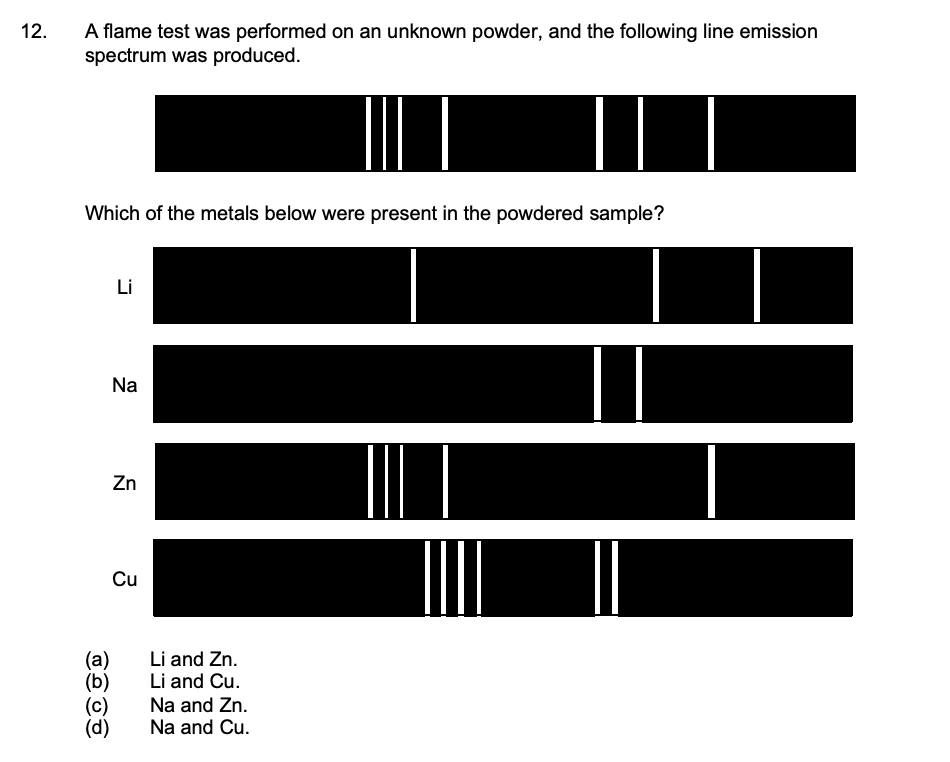 12. A flame test was performed on an unknown powder, and the following line emission
spectrum was produced.
Which of the metals below were present in the powdered sample?
Li
Na
Zn
Cu
(a) Li and Zn.
(b) Li and Cu.
(c) Na and Zn.
(d) Na and Cu.